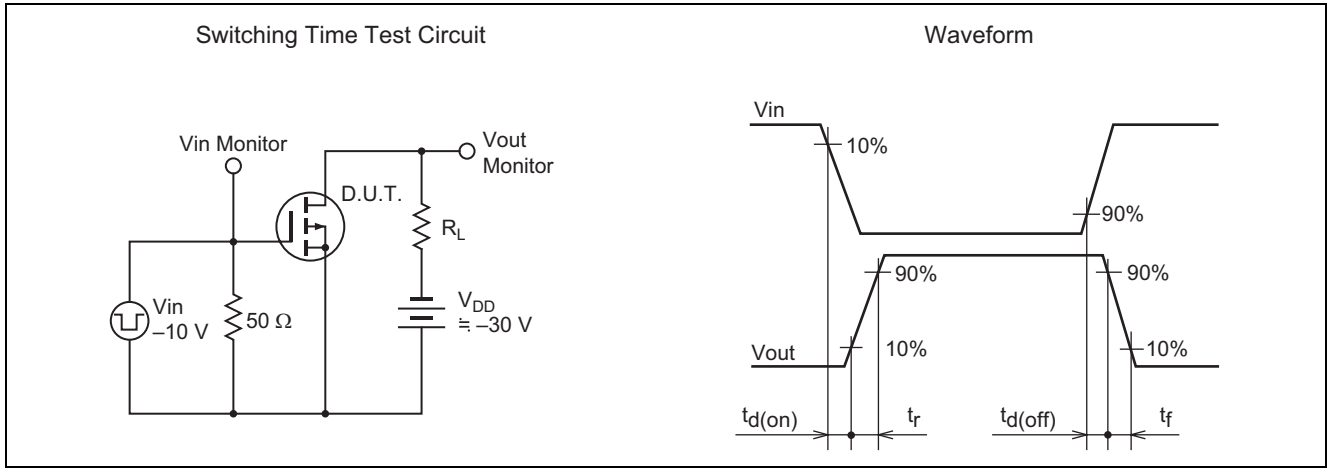 Switching Time Test Circuit
Vin Monitor
D.U.T.
Vout
Monitor
RL
Vin
–10 V
50 Ω
VDD
≒ –30 V
Waveform
Vin
10%
90%
90%
90%
Vout
10%
10%
td(on)
tr
td(off)
tf